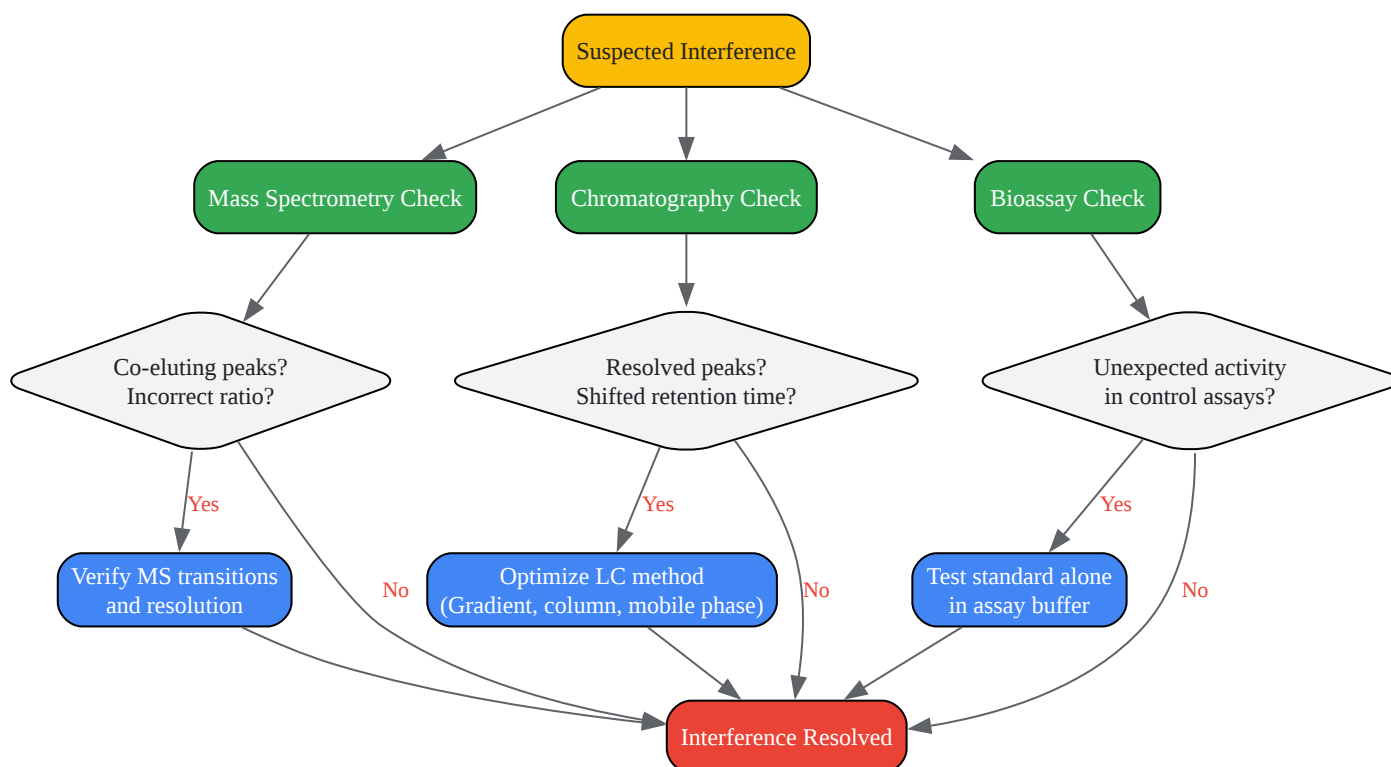 Suspected Interference
Mass Spectrometry Check
Chromatography Check
Bioassay Check
Co-eluting peaks?
Incorrect ratio?
Resolved peaks?
Shifted retention time?
Unexpected activity
in control assays?
Yes
Yes
Yes
Verify MS transitions
and resolution
No
Optimize LC method
(Gradient, column, mobile phase)
No
Test standard alone
in assay buffer
No
Interference Resolved